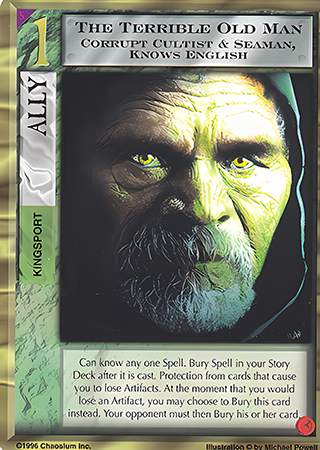 1
THE TERRIBLE OLD MAN
CORRUPT CULTIST & SEAMAN,
KNOWS ENGLISH
ALLY
KINGSPORT
Can know any one Spell. Bury Spell in your Story
Deck after it is cast. Protection from cards that cause
you to lose Artifacts. At the moment that you would
lose an Artifact, you may choose to Bury this card
instead. Your opponent must then Bury his or her card.
©1996 Chaosium Inc.
Illustration © by Michael Powell